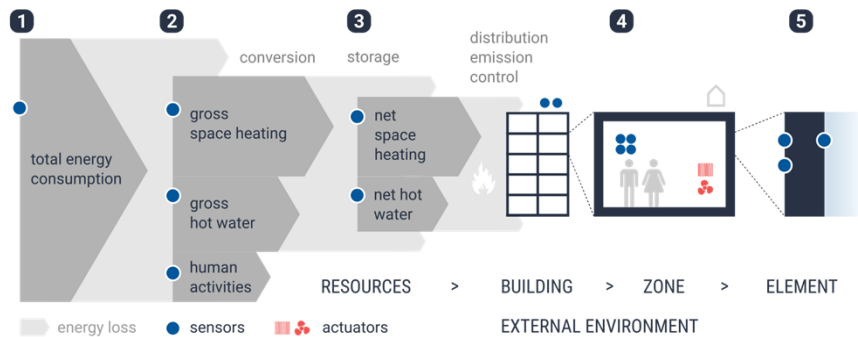 1
2
3
4
5
conversion
storage
distribution
emission
control
total energy
consumption
gross
space heating
gross
hot water
human
activities
net
space
heating
net hot
water
RESOURCES > BUILDING > ZONE > ELEMENT
EXTERNAL ENVIRONMENT
energy loss
sensors
actuators